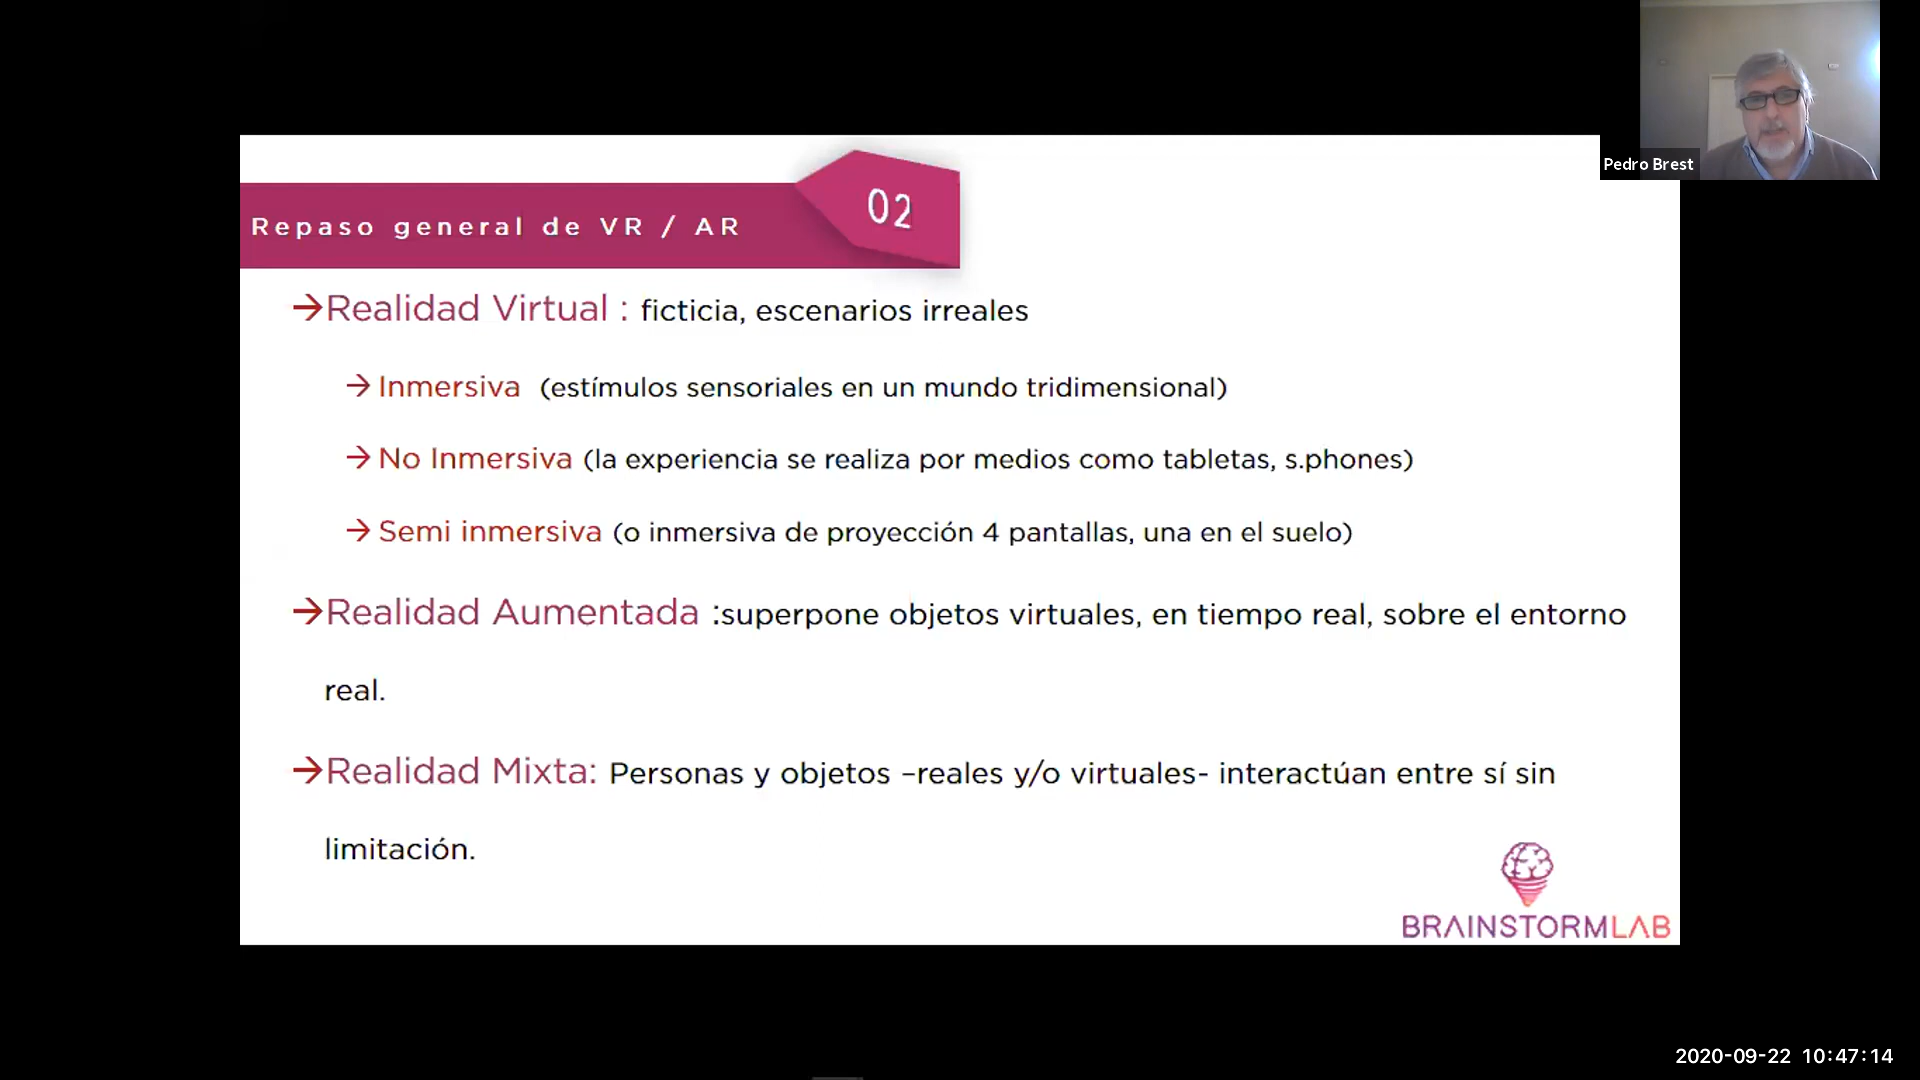 Pedro Brest
02
Repaso general de VR / AR
→Realidad Virtual : ficticia, escenarios irreales
→ Inmersiva (estímulos sensoriales en un mundo tridimensional)
→ No Inmersiva (la experiencia se realiza por medios como tabletas, s.phones)
→ Semi inmersiva (o inmersiva de proyección 4 pantallas, una en el suelo)
→Realidad Aumentada :superpone objetos virtuales, en tiempo real, sobre el entorno
real.
→Realidad Mixta: Personas y objetos –reales y/o virtuales- interactúan entre sí sin
limitación.
BRAINSTORMLAB
2020-09-22 10:47:14